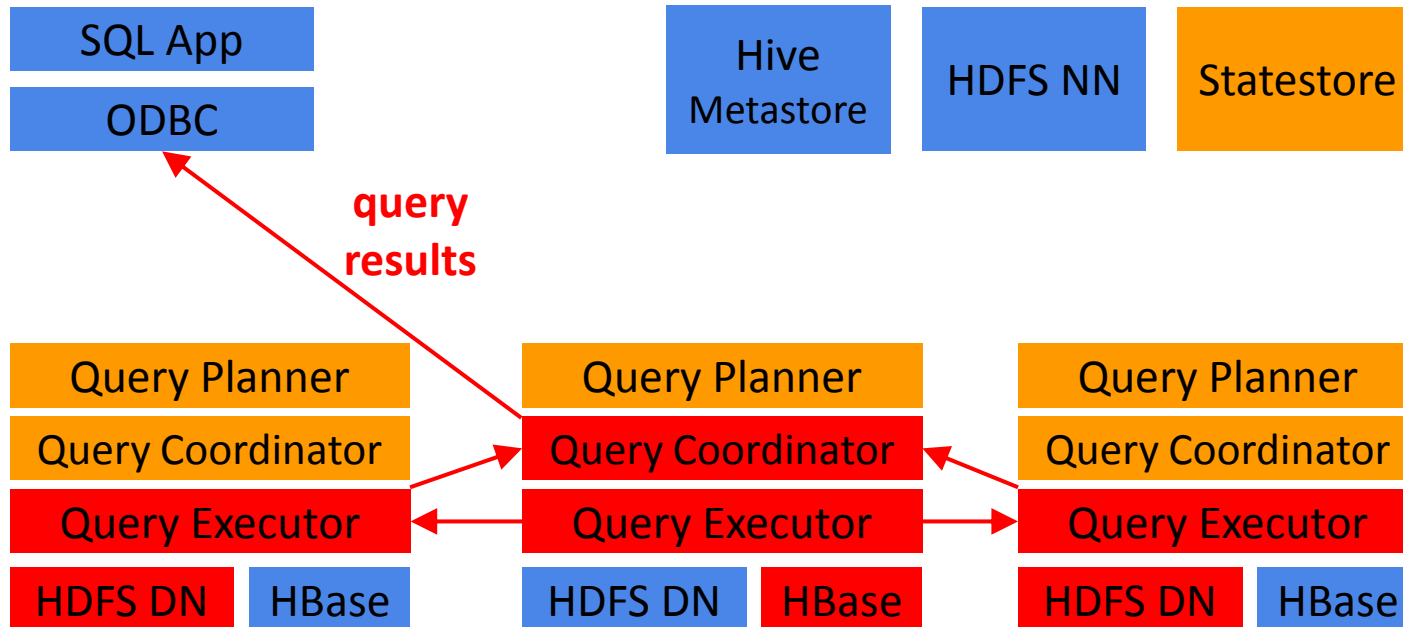 SQL App
ODBC
Hive
Metastore
HDFS NN
Statestore
query
results
Query Planner
Query Coordinator
Query Executor
HDFS DN
HBase
Query Planner
Query Coordinator
Query Executor
HDFS DN
HBase
Query Planner
Query Coordinator
Query Executor
HDFS DN
HBase